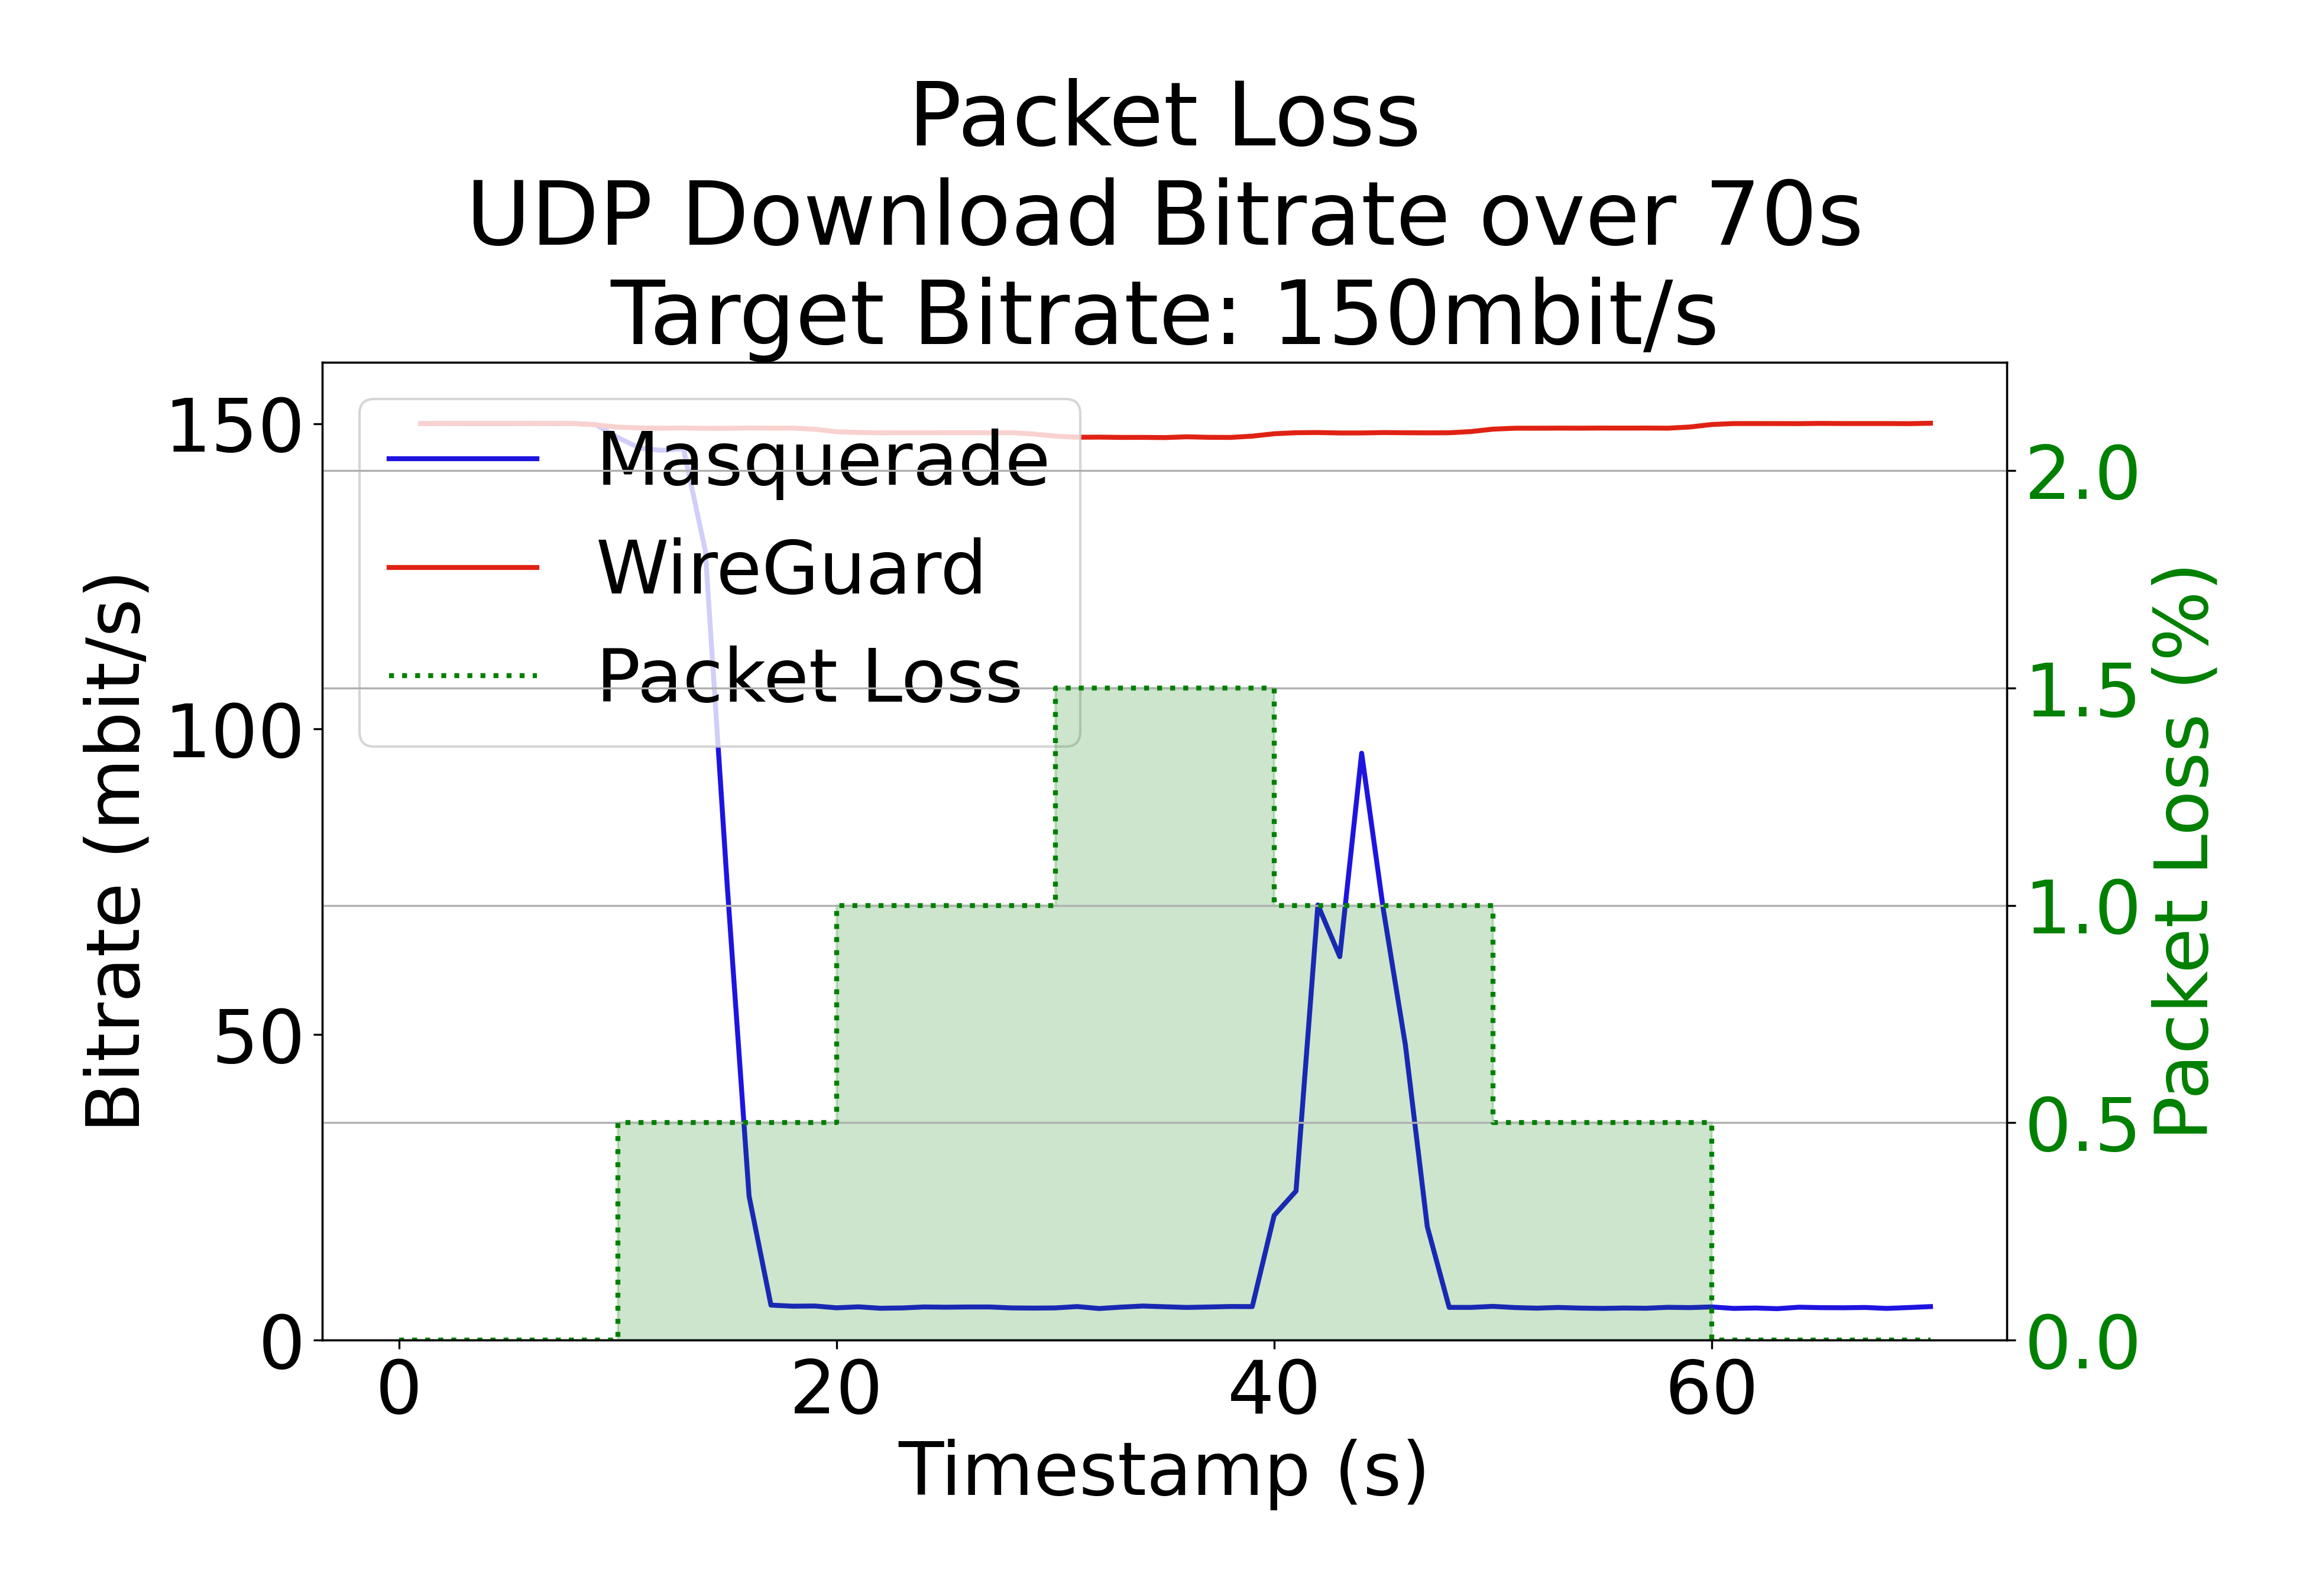 Packet Loss
UDP Download Bitrate over 70s
Target Bitrate: 150mbit/s
Masquerade
WireGuard
Packet Loss
Bitrate (mbit/s)
150
100
50
0
2.0
1.5
1.0
0.5
0.0
Packet Loss (%)
0 20 40 60
Timestamp (s)